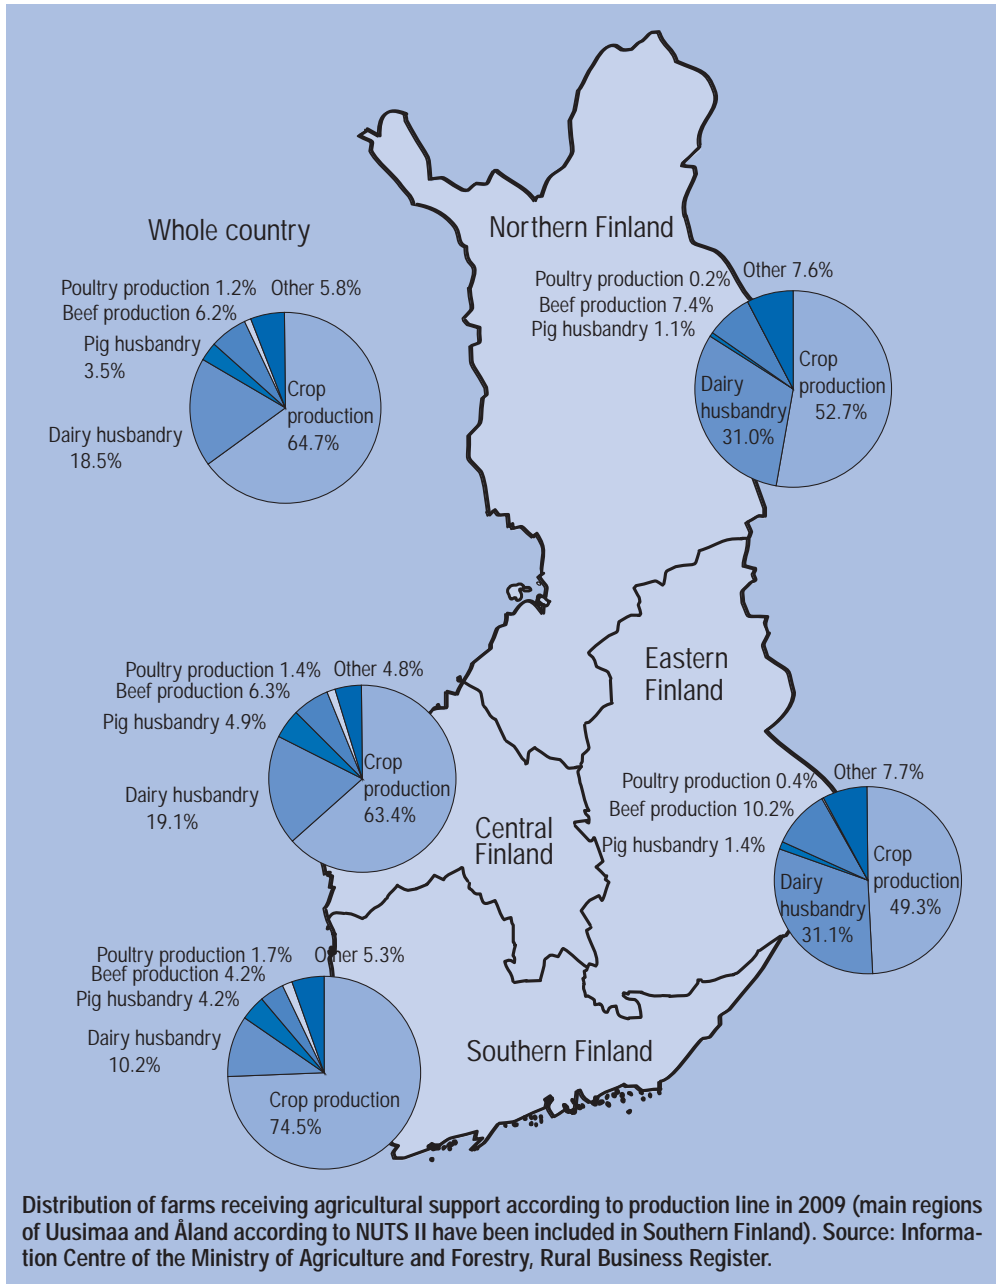 Northern Finland
Whole country
Poultry production 0.2%
Other 7.6%
Beef production 7.4%
Pig husbandry 1.1%
Crop
production
52.7%
Dairy
husbandry
31.0%
Poultry production 1.2%
Other 5.8%
Beef production 6.2%
Pig husbandry
3.5%
Crop
production
64.7%
Dairy husbandry
18.5%
Eastern
Finland
Poultry production 1.4%
Other 4.8%
Beef production 6.3%
Pig husbandry 4.9%
Crop
production
63.4%
Dairy husbandry
19.1%
Central
Finland
Poultry production 0.4%
Other 7.7%
Beef production 10.2%
Pig husbandry 1.4%
Crop
production
49.3%
Dairy
husbandry
31.1%
Poultry production 1.7%
Other 5.3%
Beef production 4.2%
Pig husbandry 4.2%
Dairy husbandry
10.2%
Crop production
74.5%
Southern Finland
Distribution of farms receiving agricultural support according to production line in 2009 (main regions
of Uusimaa and Åland according to NUTS II have been included in Southern Finland). Source: Informa-
tion Centre of the Ministry of Agriculture and Forestry, Rural Business Register.